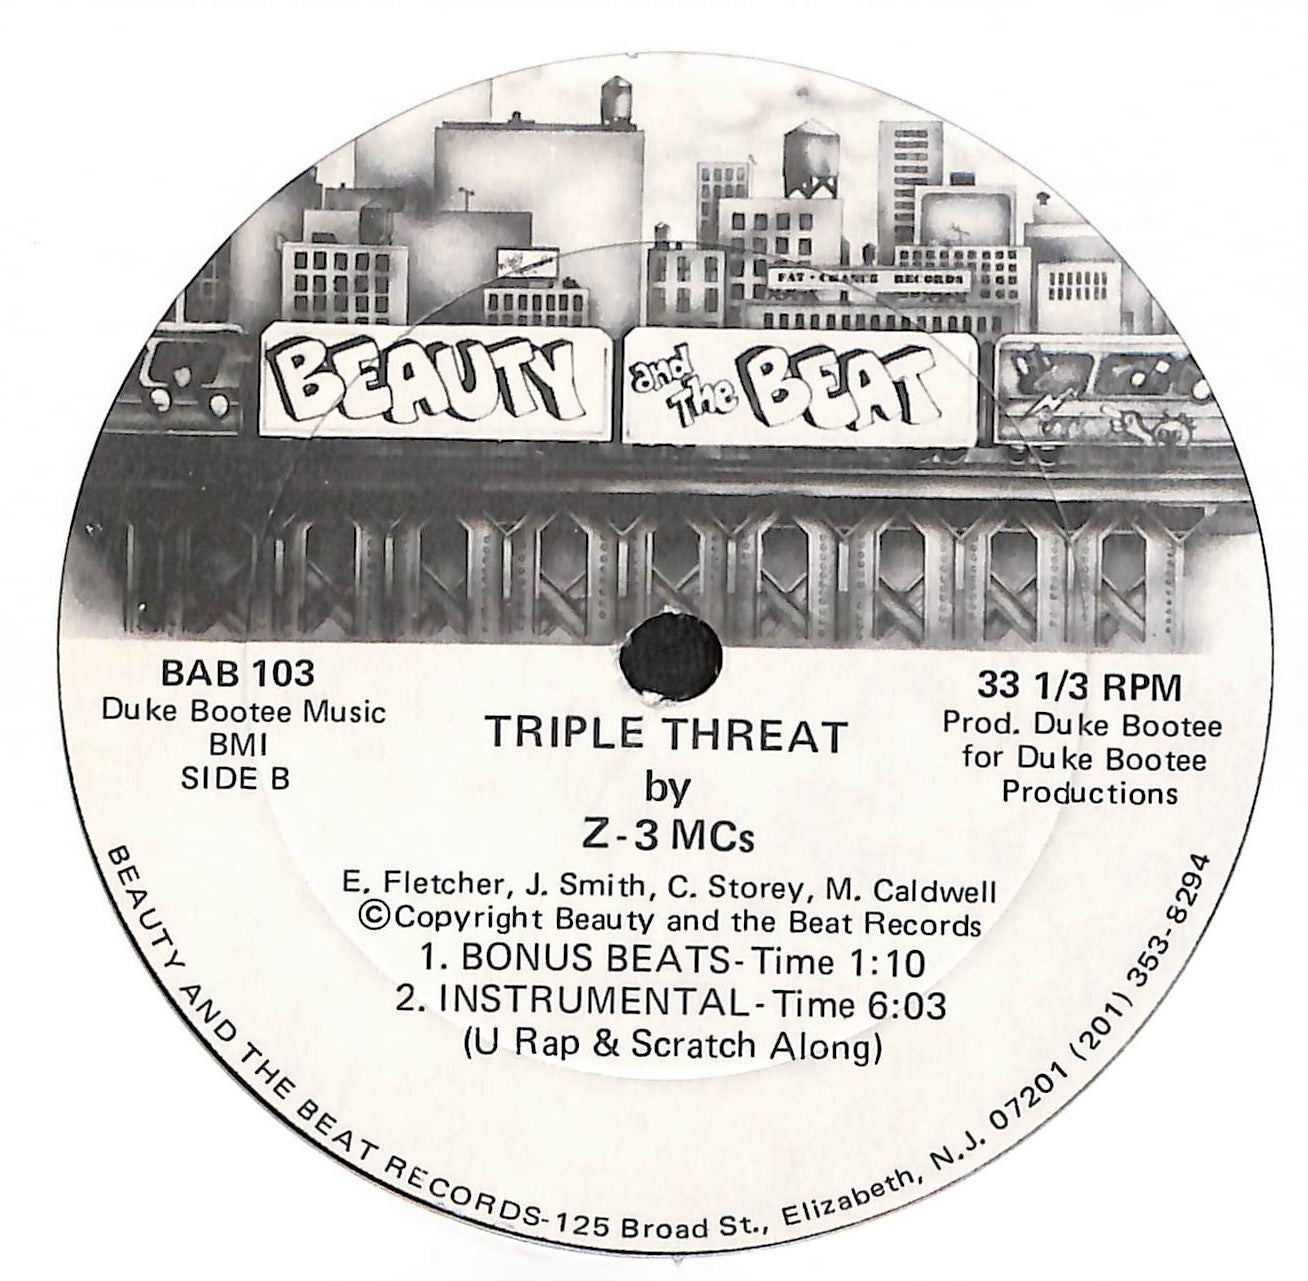 FAT · CHANCE RECORDS
BEAUTY and The BEAT
BAB 103
Duke Bootee Music
BMI
SIDE B
33 1/3 RPM
Prod. Duke Bootee
for Duke Bootee
Productions
TRIPLE THREAT
by
Z-3 MCs
E. Fletcher, J. Smith, C. Storey, M. Caldwell
©Copyright Beauty and the Beat Records
1. BONUS BEATS-Time 1:10
2. INSTRUMENTAL-Time 6:03
(U Rap & Scratch Along)
BEAUTY AND THE BEAT RECORDS-125 Broad St., Elizabeth, N.J. 07201 (201) 353-8294